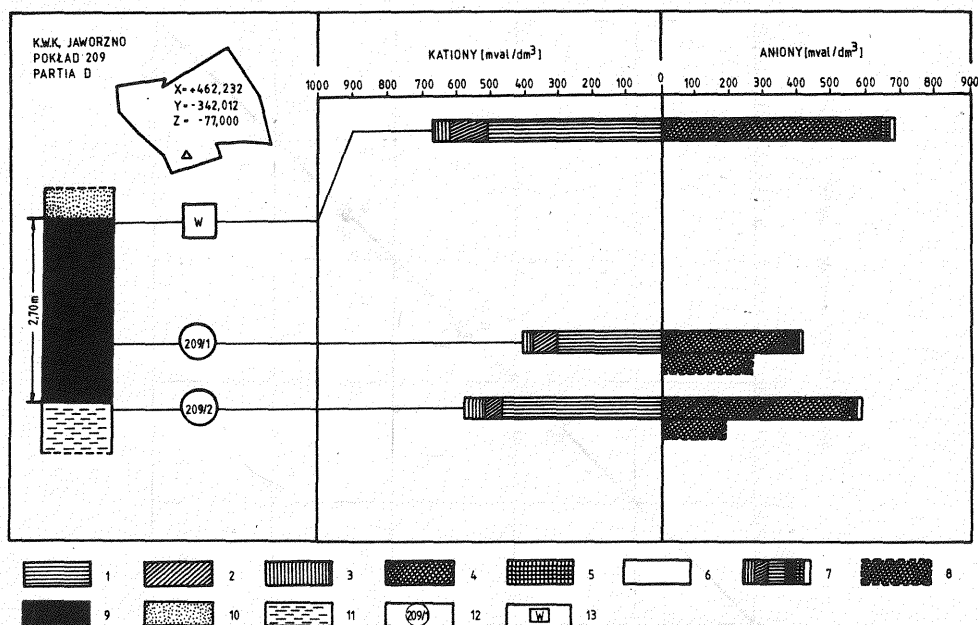 K.W.K. JAWORZNO
POKŁAD 209
PARTIA D
X= +462,232
Y= -342,012
Z= -77,000
KATIONY [mval/dm³]
ANIONY [mval/dm³]
1000 900 800 700 600 500 400 300 200 100 0 100 200 300 400 500 600 700 800 900
W
2,70m
209/1
209/2
1 2 3 4 5 6 7 8
9 10 11 209/1 12 W 13